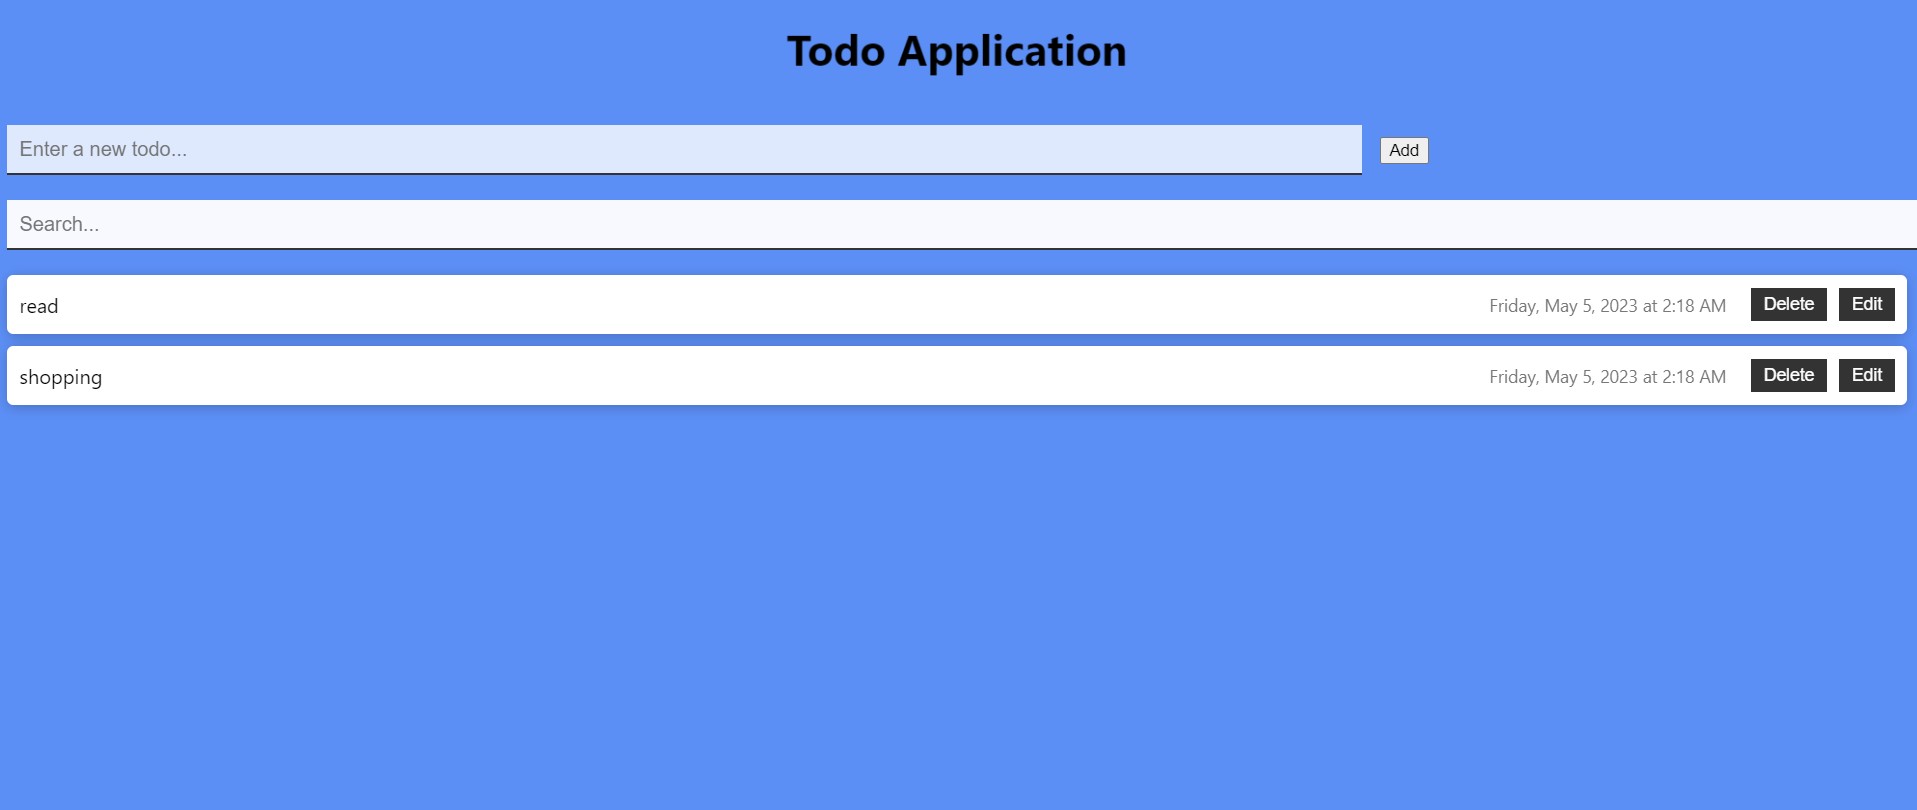 Todo Application
Enter a new todo...
Add
Search...
read Friday, May 5, 2023 at 2:18 AM Delete Edit
shopping Friday, May 5, 2023 at 2:18 AM Delete Edit